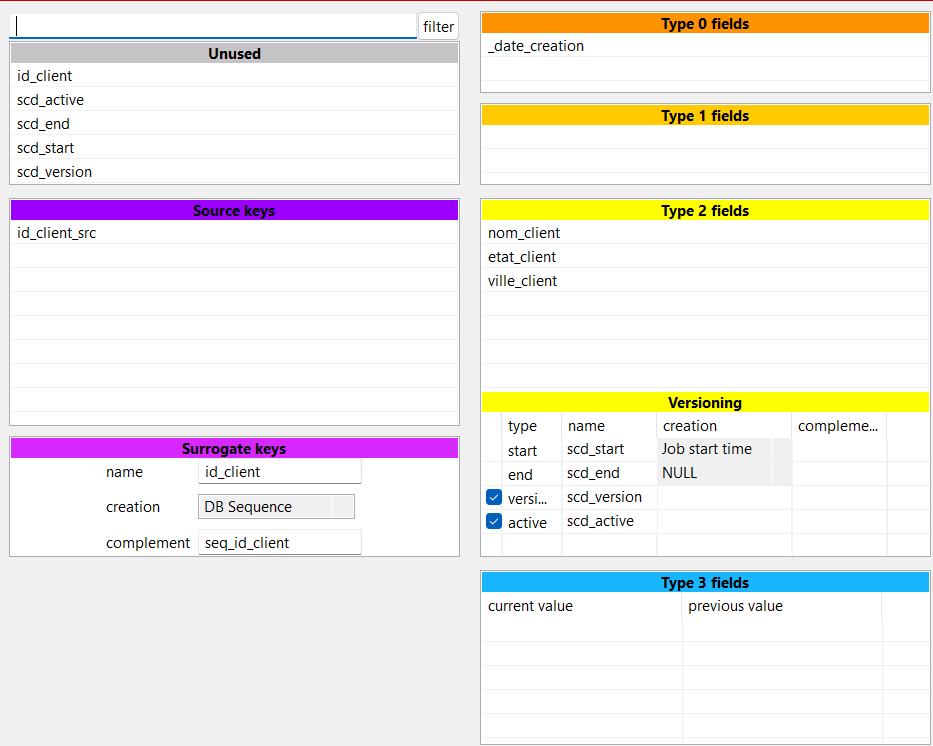 filter
Unused
id_client
scd_active
scd_end
scd_start
scd_version
Source keys
id_client_src
Surrogate keys
name id_client
creation DB Sequence
complement seq_id_client
Type 0 fields
_date_creation
Type 1 fields
Type 2 fields
nom_client
etat_client
ville_client
Versioning
type name creation compleme...
start scd_start Job start time
end scd_end NULL
versi... scd_version
active scd_active
Type 3 fields
current value previous value